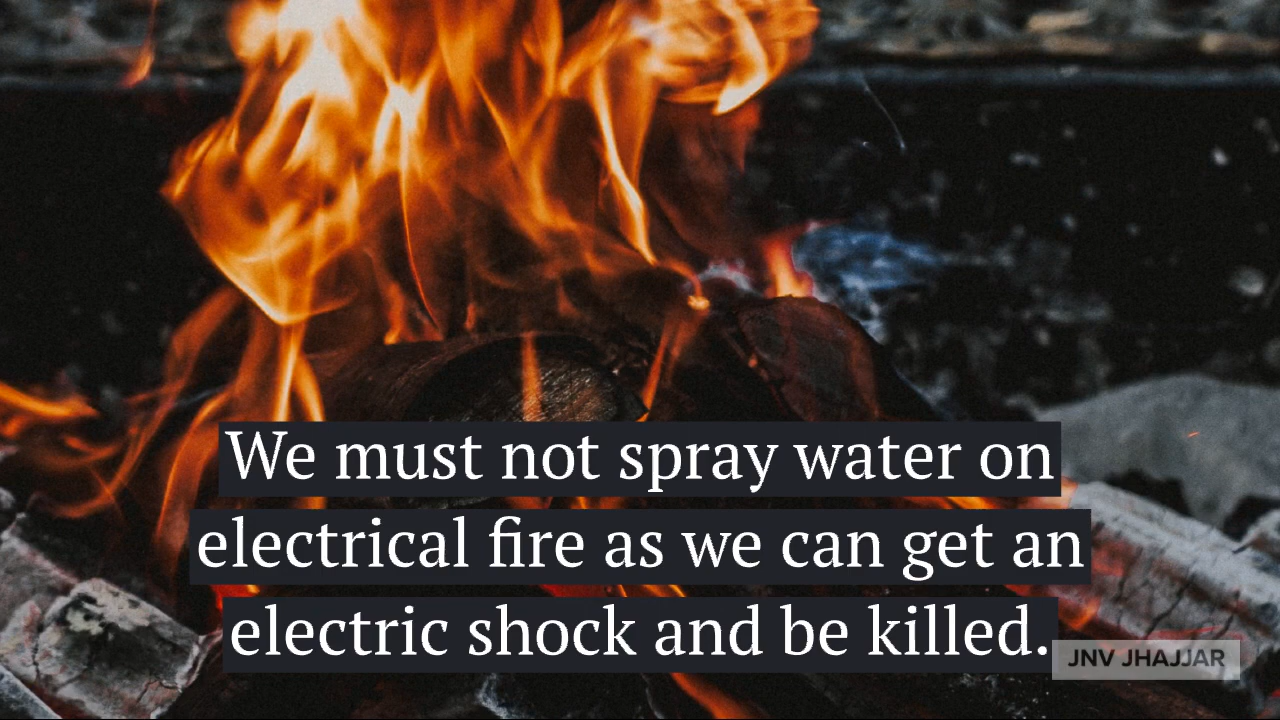 We must not spray water on
electrical fire as we can get an
electric shock and be killed.
JNV JHAJJAR